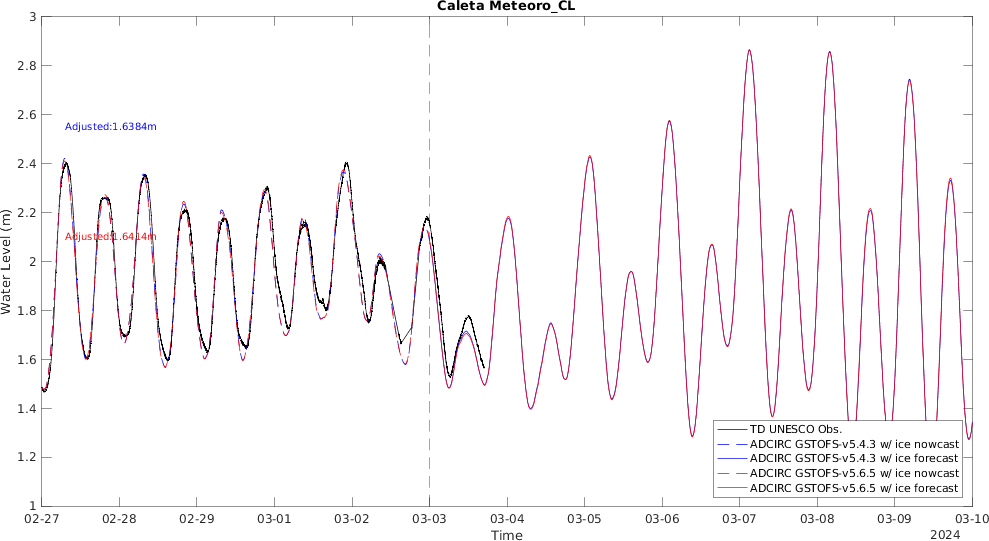 Caleta Meteoro_CL
3
2.8
2.6
2.4
2.2
2
1.8
1.6
1.4
1.2
1
Water Level (m)
Adjusted:1.6384m
Adjusted:1.6414m
TD UNESCO Obs.
ADCIRC GSTOFS-v5.4.3 w/ ice nowcast
ADCIRC GSTOFS-v5.4.3 w/ ice forecast
ADCIRC GSTOFS-v5.6.5 w/ ice nowcast
ADCIRC GSTOFS-v5.6.5 w/ ice forecast
02-27 02-28 02-29 03-01 03-02 03-03 03-04 03-05 03-06 03-07 03-08 03-09 03-10
Time
2024